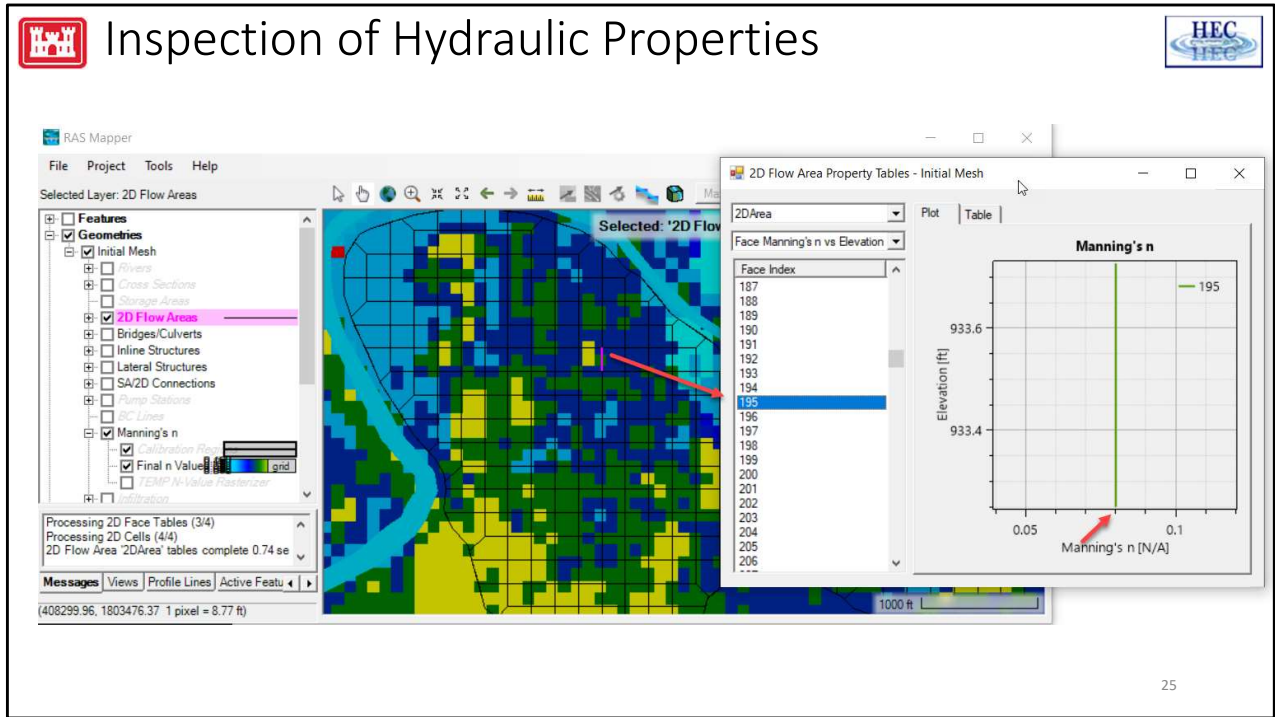 Inspection of Hydraulic Properties
HEC
HEC
RAS Mapper
File Project Tools Help
Selected Layer: 2D Flow Areas
Ma
Features
Geometries
Initial Mesh
Rivers
Cross Sections
Storage Areas
2D Flow Areas
Bridges/Culverts
Inline Structures
Lateral Structures
SA/2D Connections
Pump Stations
BC Lines
Manning's n
Calibration Reg
Final n Value
grid
TEMP N-Value Rasterizer
Infiltration
Processing 2D Face Tables (3/4)
Processing 2D Cells (4/4)
2D Flow Area '2DArea' tables complete 0.74 se
Messages Views Profile Lines Active Featu
(408299.96, 1803476.37 1 pixel = 8.77 ft)
Selected: '2D Flow
1000 ft
2D Flow Area Property Tables - Initial Mesh
2DArea
Face Manning's n vs Elevation
Face Index
187
188
189
190
191
192
193
194
195
196
197
198
199
200
201
202
203
204
205
206
Plot Table
Manning's n
195
Elevation [ft]
933.6
933.4
0.05 0.1
Manning's n [N/A]
25